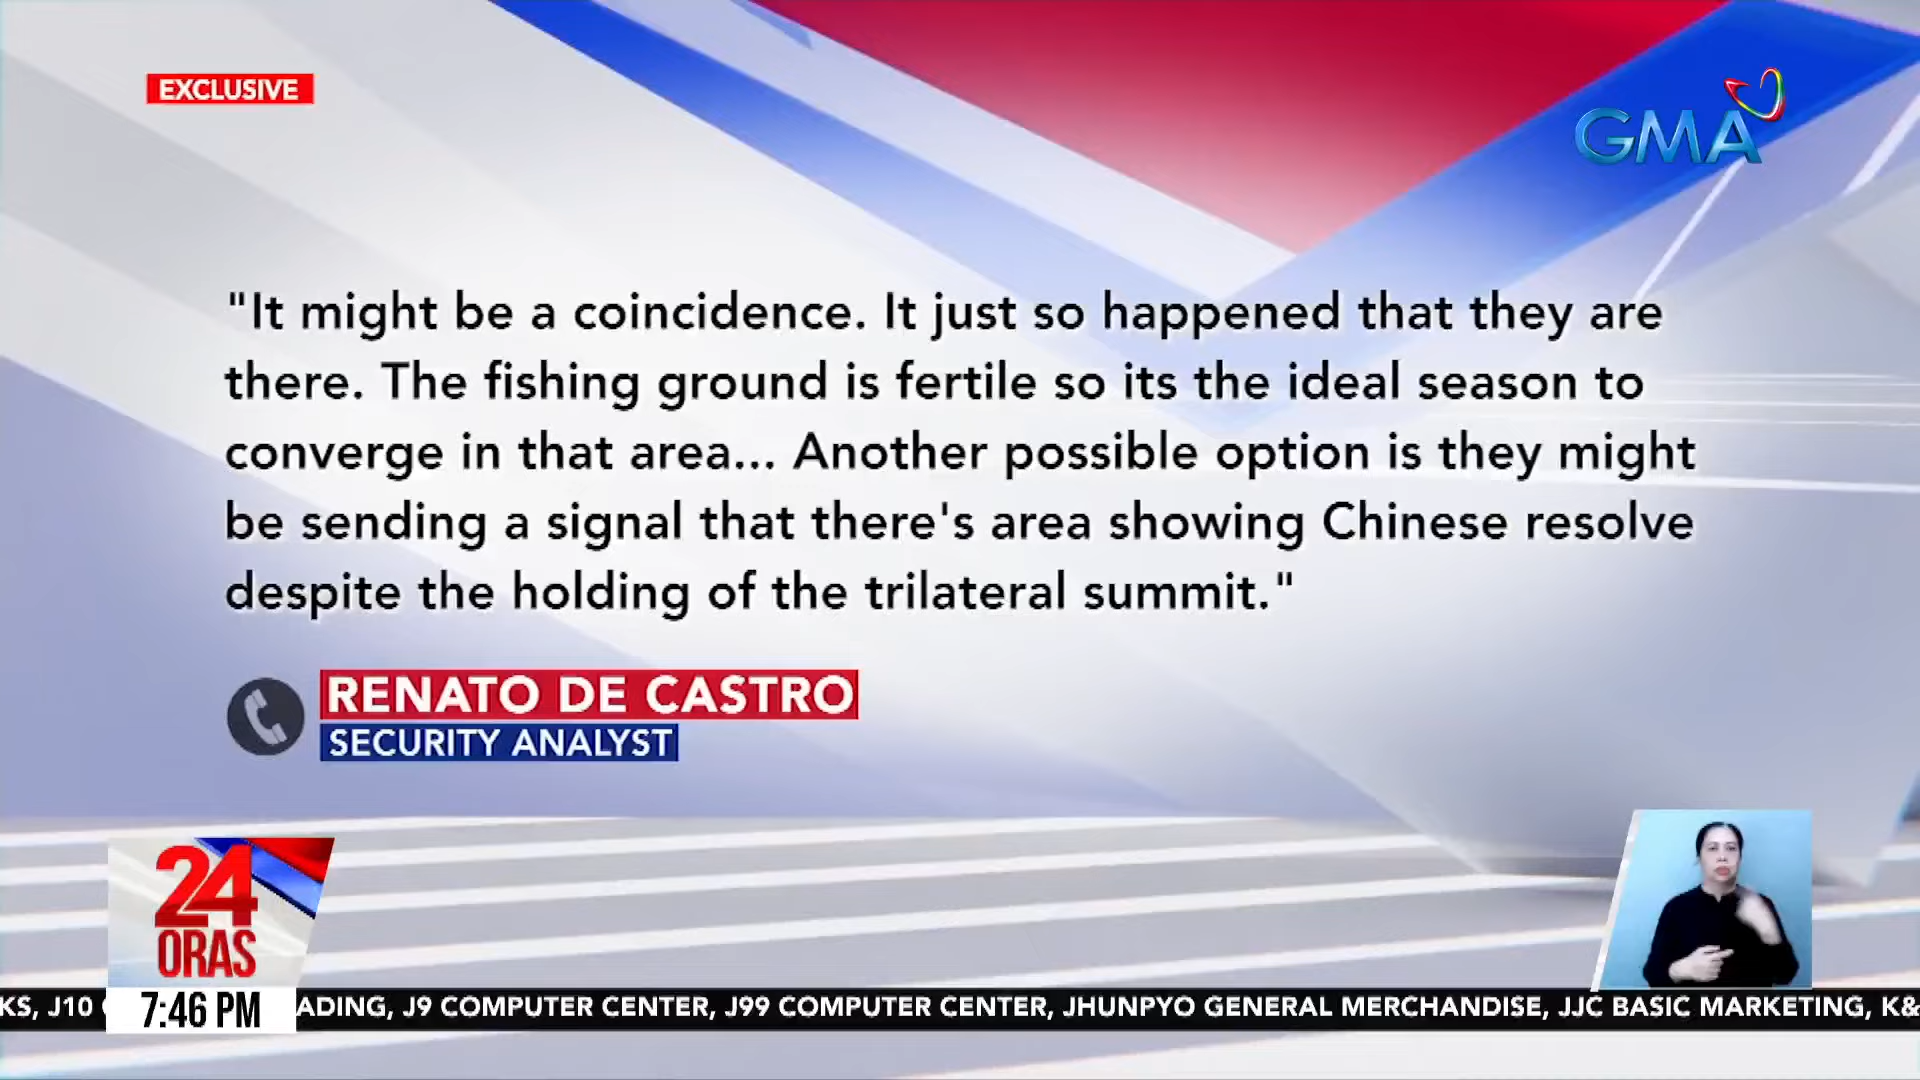 EXCLUSIVE
GMA
"It might be a coincidence. It just so happened that they are
there. The fishing ground is fertile so its the ideal season to
converge in that area... Another possible option is they might
be sending a signal that there's area showing Chinese resolve
despite the holding of the trilateral summit."
RENATO DE CASTRO
SECURITY ANALYST
24
ORAS
7:46 PM
KS, J10 ADING, J9 COMPUTER CENTER, J99 COMPUTER CENTER, JHUNPYO GENERAL MERCHANDISE, JJC BASIC MARKETING, K&